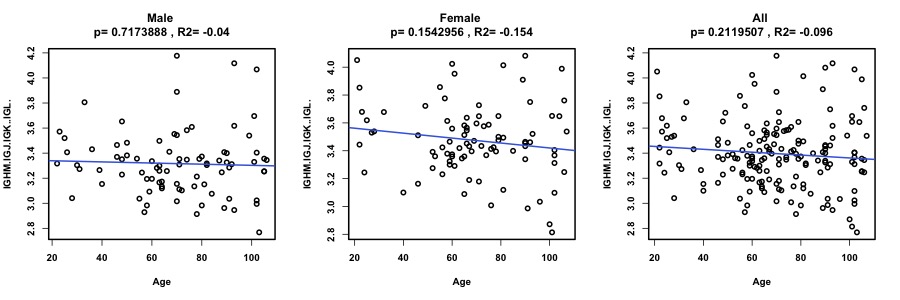 Male
p= 0.7173888 , R2= -0.04
IGHM.IGJ.IGK..IGL.
4.2
4.0
3.8
3.6
3.4
3.2
3.0
2.8
20 40 60 80 100
Age
Female
p= 0.1542956 , R2= -0.154
IGHM.IGJ.IGK..IGL.
4.0
3.8
3.6
3.4
3.2
3.0
2.8
20 40 60 80 100
Age
All
p= 0.2119507 , R2= -0.096
IGHM.IGJ.IGK..IGL.
4.2
4.0
3.8
3.6
3.4
3.2
3.0
2.8
20 40 60 80 100
Age